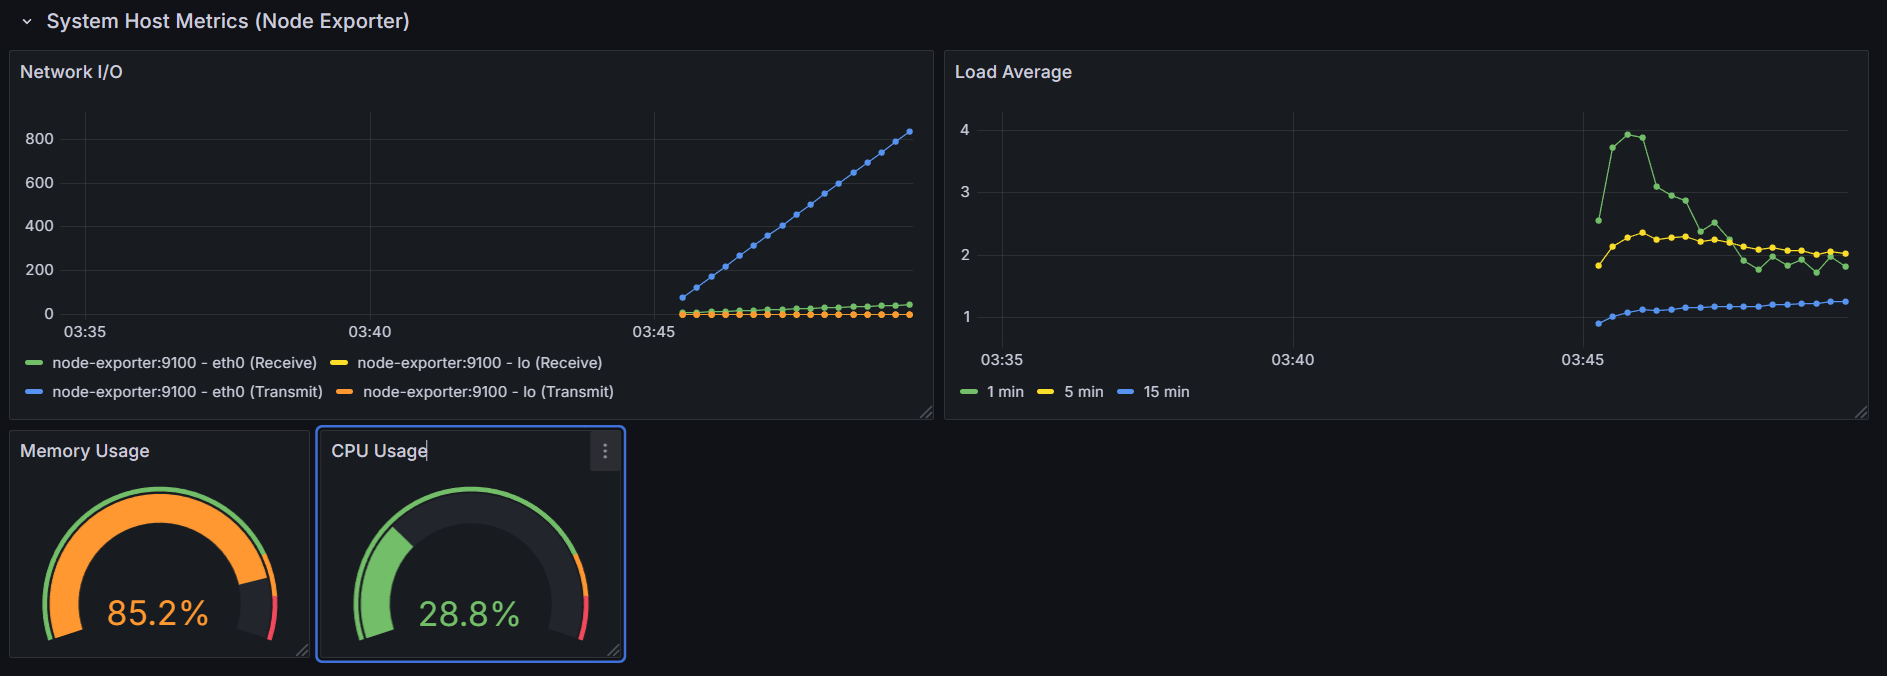 System Host Metrics (Node Exporter)
Network I/O
800
600
400
200
0
03:35 03:40 03:45
node-exporter:9100 - eth0 (Receive) node-exporter:9100 - lo (Receive)
node-exporter:9100 - eth0 (Transmit) node-exporter:9100 - lo (Transmit)
Load Average
4
3
2
1
03:35 03:40 03:45
1 min 5 min 15 min
Memory Usage
85.2%
CPU Usage
28.8%